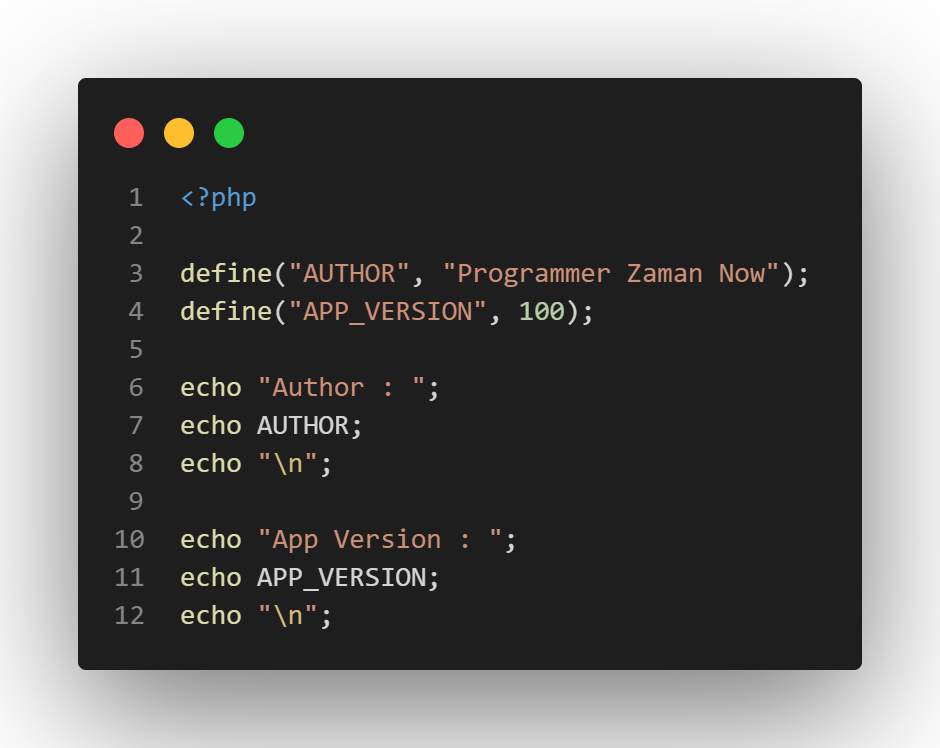 1 <?php
2
3 define("AUTHOR", "Programmer Zaman Now");
4 define("APP_VERSION", 100);
5
6 echo "Author : ";
7 echo AUTHOR;
8 echo "\n";
9
10 echo "App Version : ";
11 echo APP_VERSION;
12 echo "\n";